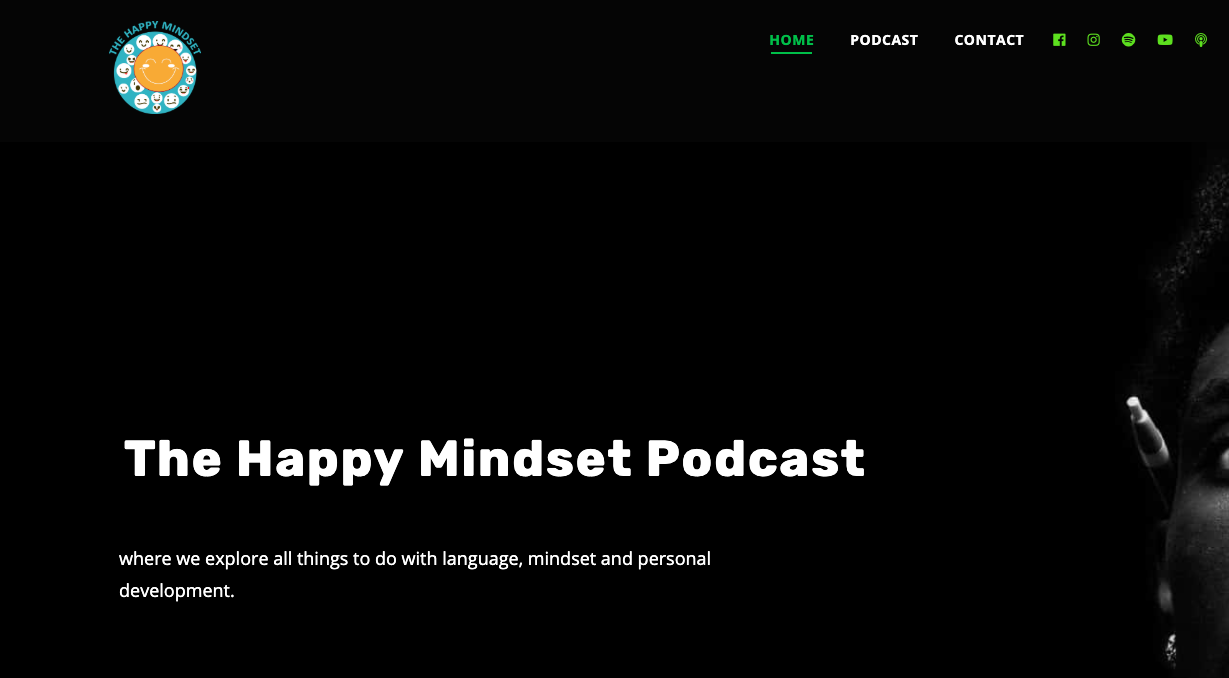 THE HAPPY MINDSET
HOME PODCAST CONTACT
The Happy Mindset Podcast
where we explore all things to do with language, mindset and personal
development.